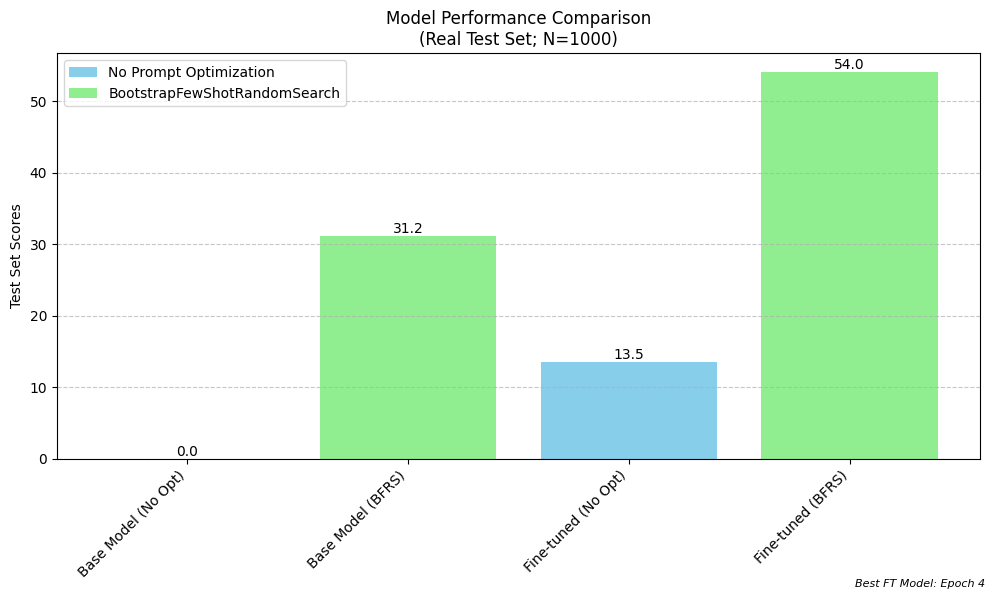 Model Performance Comparison
(Real Test Set; N=1000)
No Prompt Optimization
BootstrapFewShotRandomSearch
Test Set Scores
50
40
30
20
10
0
0.0
31.2
13.5
54.0
Base Model (No Opt)
Base Model (BFRS)
Fine-tuned (No Opt)
Fine-tuned (BFRS)
Best FT Model: Epoch 4